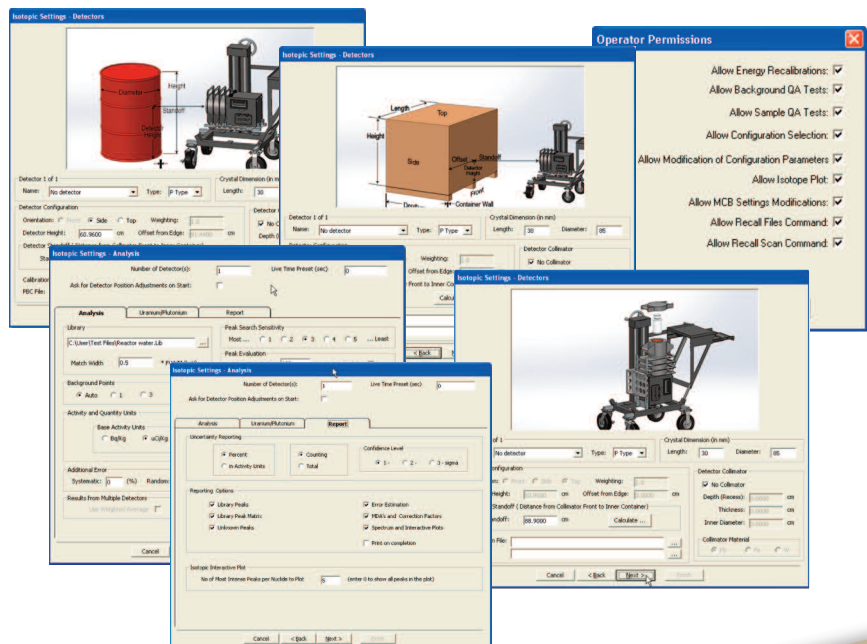 Isotopic Settings - Detectors
Diameter
Height
Standoff
Detector Height
Detector 1 of 1
Name: No detector Type: P Type
Crystal Dimension (in mm)
Length: 30
Detector Configuration
Orientation: Front Side Top Weighting: 1.0
Detector Height: 60.9600 cm Offset from Edge: cm
No C
Depth (
Calibration
PBC File:
Isotopic Settings - Detectors
Length
Top
Height
Side
Offset
Standoff
Detector Height
Front
Container Wall
Detector 1 of 1
Name: No detector Type: P Type
Crystal Dimension (in mm)
Length: 30 Diameter: 85
Weighting:
Offset from Edge:
Detector Collimator
No Collimator
< Back
Operator Permissions
Allow Energy Recalibrations:
Allow Background QA Tests:
Allow Sample QA Tests:
Allow Configuration Selection:
Allow Modification of Configuration Parameters
Allow Isotope Plot:
Allow MCB Settings Modifications:
Allow Recall Files Command:
Allow Recall Scan Command:
Isotopic Settings - Analysis
Number of Detector(s): 1 Live Time Preset (sec) 0
Ask for Detector Position Adjustments on Start:
Analysis Uranium/Plutonium Report
Library
C:\User\Test Files\Reactor water.Lib ...
Match Width 0.5
Peak Search Sensitivity
Most ... 1 2 3 4 5 ... Least
Peak Evaluation
Background Points
Auto 1 3
Activity and Quantity Units
Base Activity Units
Bq/Kg uCi/Kg
Additional Error
Systematic: 0 (%) Random:
Results from Multiple Detectors
Use Weighted Average
Cancel
Isotopic Settings - Analysis
Number of Detector(s): 1 Live Time Preset (sec) 0
Ask for Detector Position Adjustments on Start:
Analysis Uranium/Plutonium Report
Uncertainty Reporting
Percent
in Activity Units
Counting
Total
Confidence Level
1 - 2 - 3 - sigma
Reporting Options
Library Peaks
Library Peak Matrix
Unknown Peaks
Error Estimation
MDA's and Correction Factors
Spectrum and Interactive Plots
Print on completion
Isotopic Interactive Plot
No of Most Intense Peaks per Nuclide to Plot (enter 0 to show all peaks in the plot)
Cancel < Back Next > Finish
Isotopic Settings - Detectors
of 1
No detector Type: P Type
Crystal Dimension (in mm)
Length: 30 Diameter: 85
onfiguration
Front Side Top Weighting:
Height: cm Offset from Edge: cm
Standoff ( Distance from Collimator Front to Inner Container)
ndoff: 88.9000 cm Calculate ...
n File: ...
...
Detector Collimator
No Collimator
Depth (Recess): cm
Thickness: cm
Inner Diameter: cm
Collimator Material
Cancel < Back Next > Finish